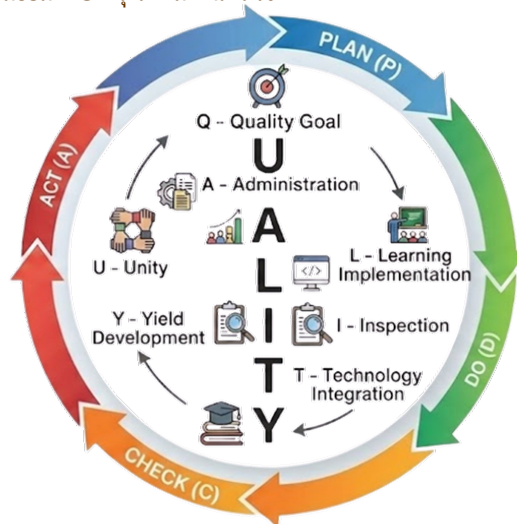 PLAN (P)
Q - Quality Goal
U
A - Administration
A
ACT (A)
U - Unity
L - Learning
Implementation
L
</>
Y - Yield
Development
I
I - Inspection
T
T - Technology
Integration
DO (D)
Y
CHECK (C)